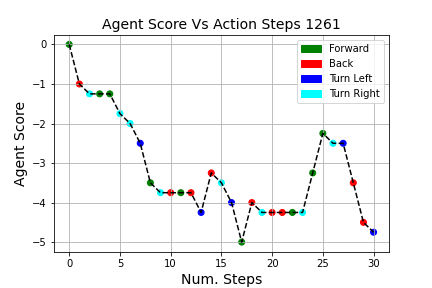 Agent Score Vs Action Steps 1261
Forward
Back
Turn Left
Turn Right
Agent Score
0
−1
−2
−3
−4
−5
0 5 10 15 20 25 30
Num. Steps